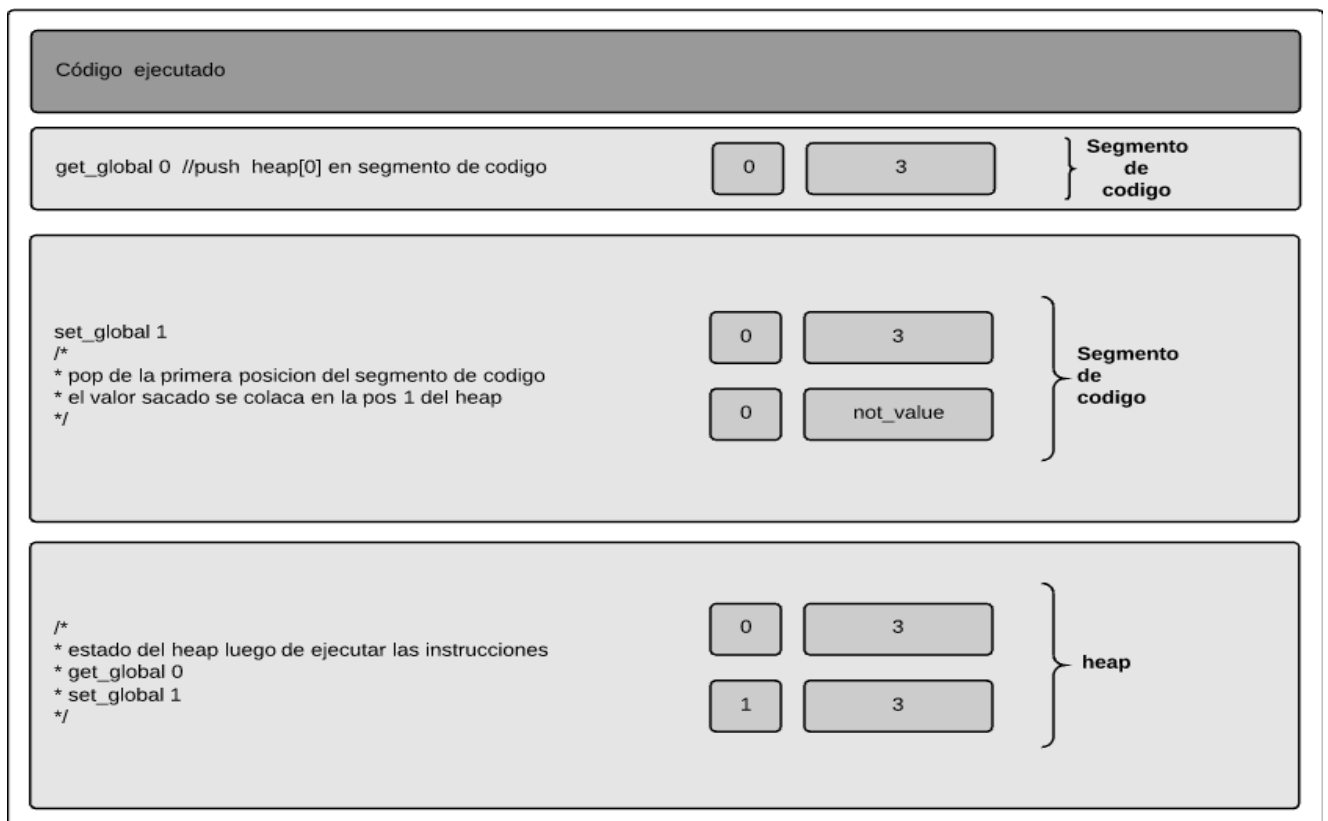 Código ejecutado
get_global 0 //push heap[0] en segmento de codigo
0
3
Segmento
de
codigo
set_global 1
/*
* pop de la primera posicion del segmento de codigo
* el valor sacado se colaca en la pos 1 del heap
*/
0
3
0
not_value
Segmento
de
codigo
/*
* estado del heap luego de ejecutar las instrucciones
* get_global 0
* set_global 1
*/
0
3
1
3
heap